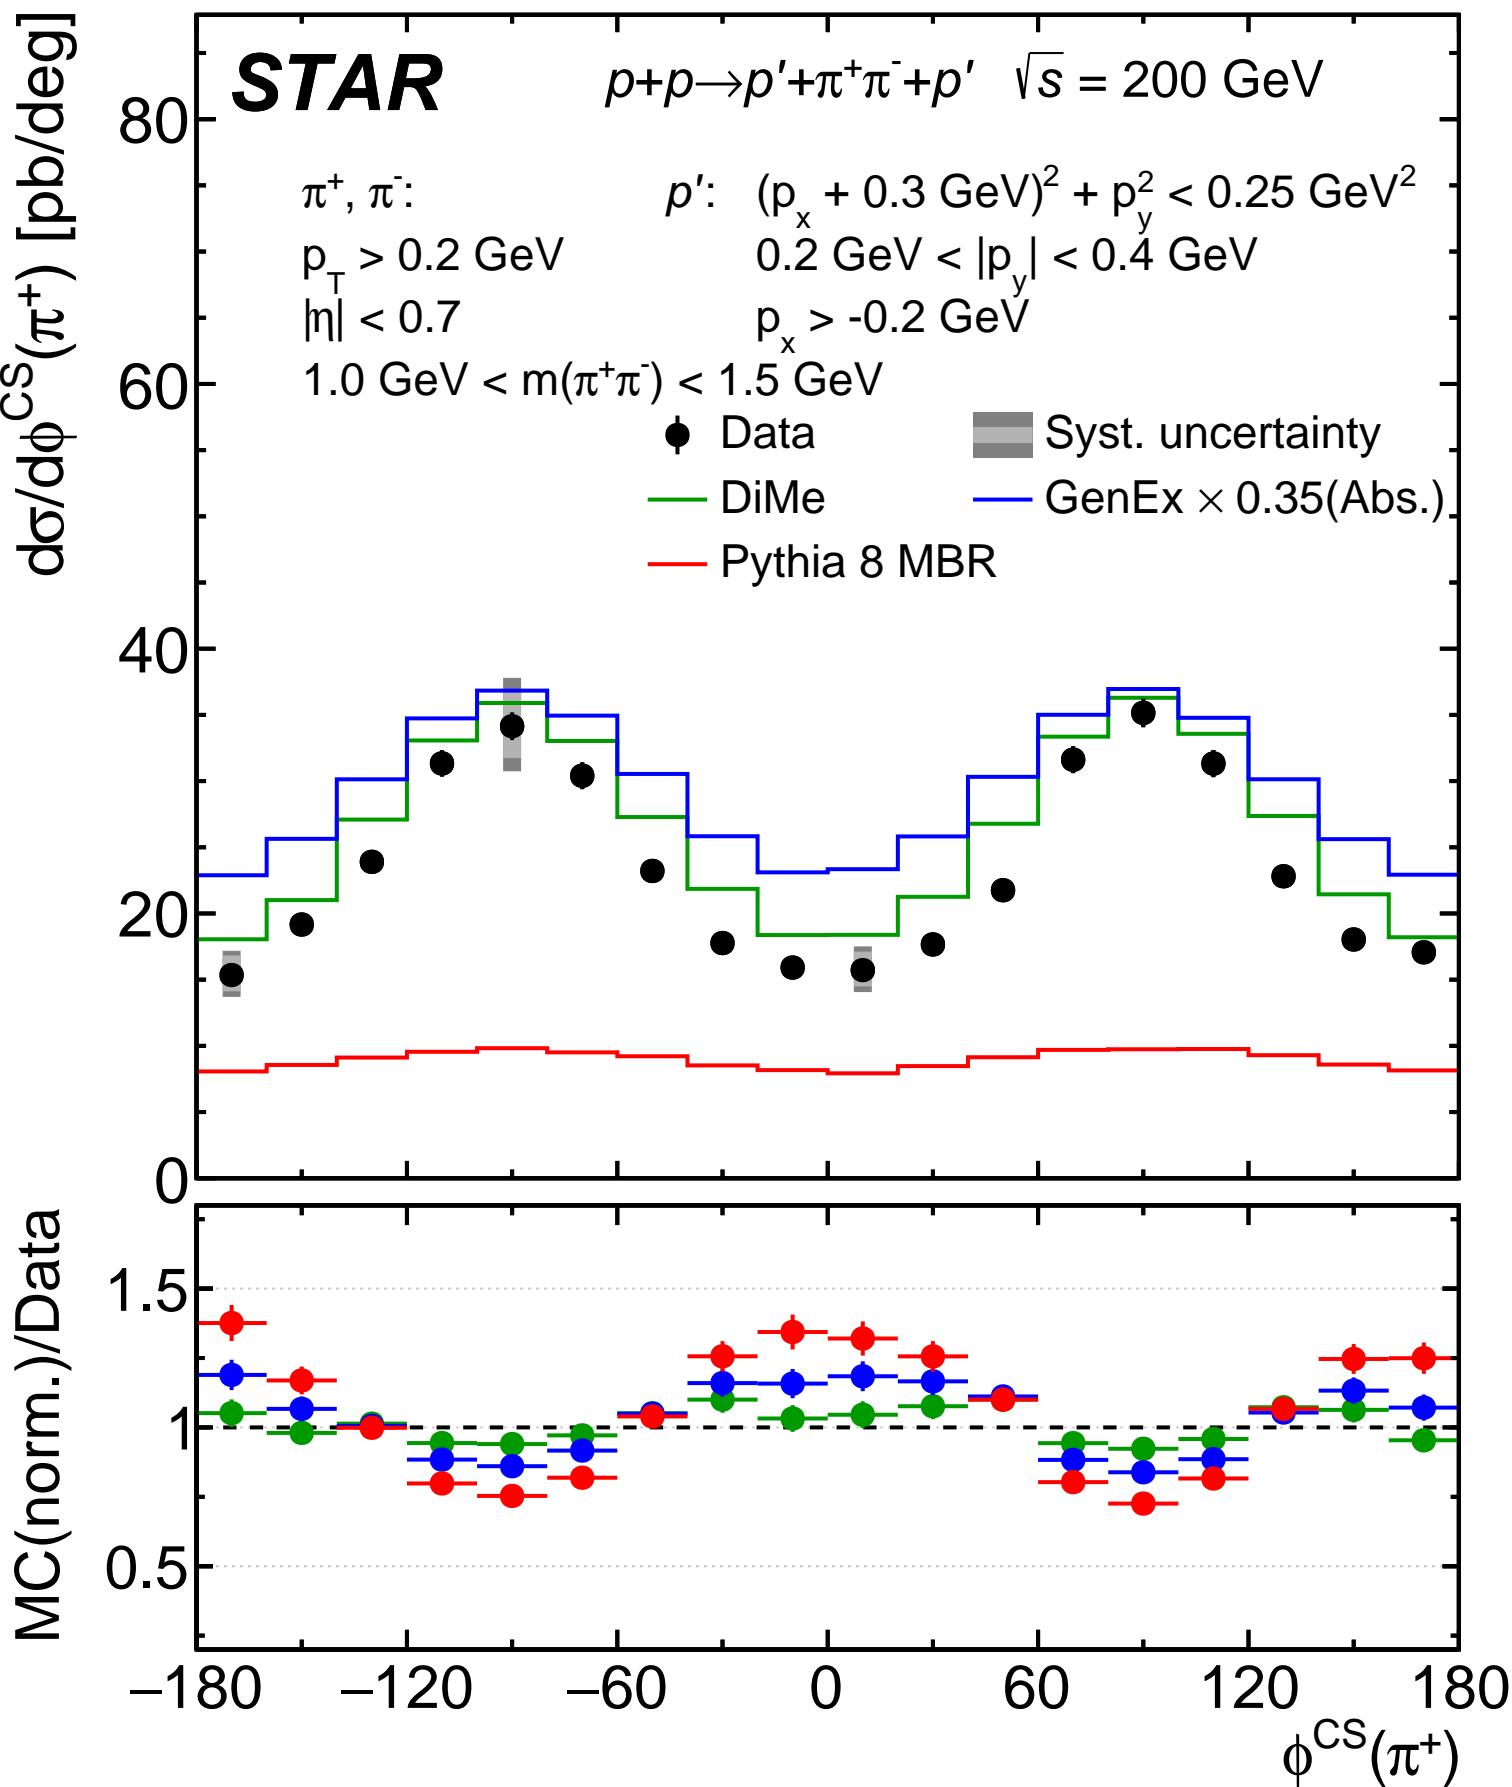 STAR p+p→p′+π⁺π⁻+p′ √s = 200 GeV
π⁺, π⁻: p′: (pₓ + 0.3 GeV)² + p_y² < 0.25 GeV²
p_T > 0.2 GeV 0.2 GeV < |p_y| < 0.4 GeV
|η| < 0.7 pₓ > -0.2 GeV
1.0 GeV < m(π⁺π⁻) < 1.5 GeV
Data Syst. uncertainty
DiMe GenEx × 0.35(Abs.)
Pythia 8 MBR
dσ/dϕ^CS(π⁺) [pb/deg]
80
60
40
20
0
MC(norm.)/Data
1.5
1
0.5
−180 −120 −60 0 60 120 180
ϕ^CS(π⁺)